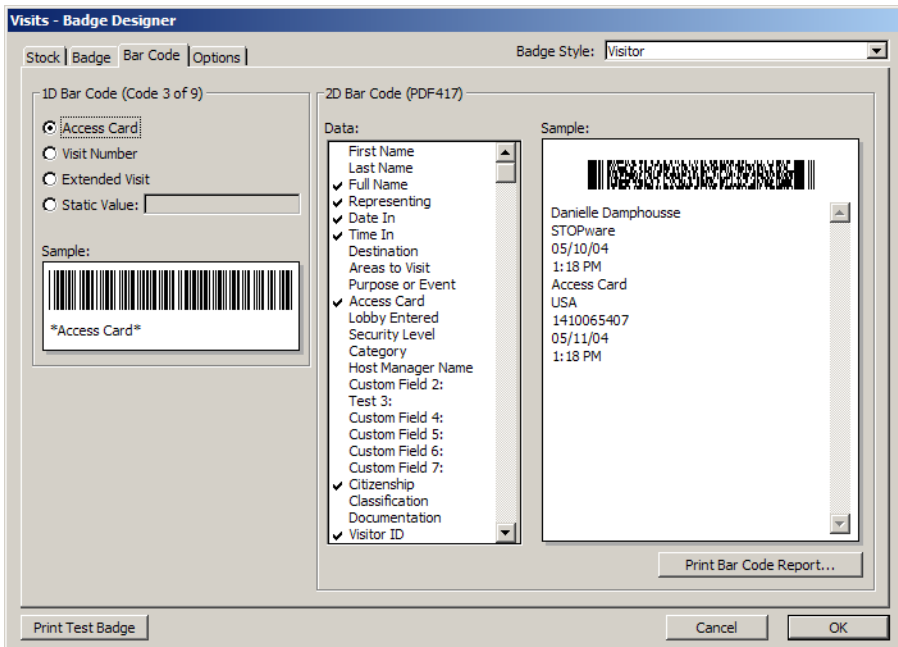 Visits - Badge Designer
Stock Badge Bar Code Options
Badge Style: Visitor
1D Bar Code (Code 3 of 9)
Access Card
Visit Number
Extended Visit
Static Value:
Sample:
*Access Card*
2D Bar Code (PDF417)
Data:
First Name
Last Name
Full Name
Representing
Date In
Time In
Destination
Areas to Visit
Purpose or Event
Access Card
Lobby Entered
Security Level
Category
Host Manager Name
Custom Field 2:
Test 3:
Custom Field 4:
Custom Field 5:
Custom Field 6:
Custom Field 7:
Citizenship
Classification
Documentation
Visitor ID
Sample:
Danielle Damphousse
STOPware
05/10/04
1:18 PM
Access Card
USA
1410065407
05/11/04
1:18 PM
Print Bar Code Report...
Print Test Badge
Cancel
OK